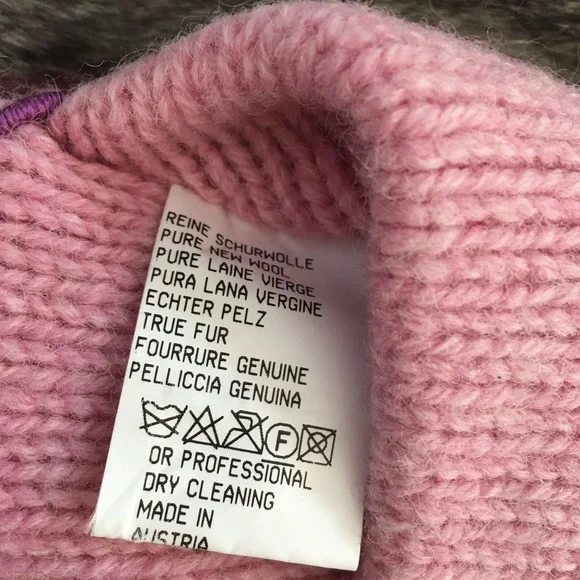 REINE SCHURWOLLE
PURE NEW WOOL
PURE LAINE VIERGE
PURA LANA VERGINE
ECHTER PELZ
TRUE FUR
FOURRURE GENUINE
PELLICCIA GENUINA
F
OR PROFESSIONAL
DRY CLEANING
MADE IN
AUSTRIA